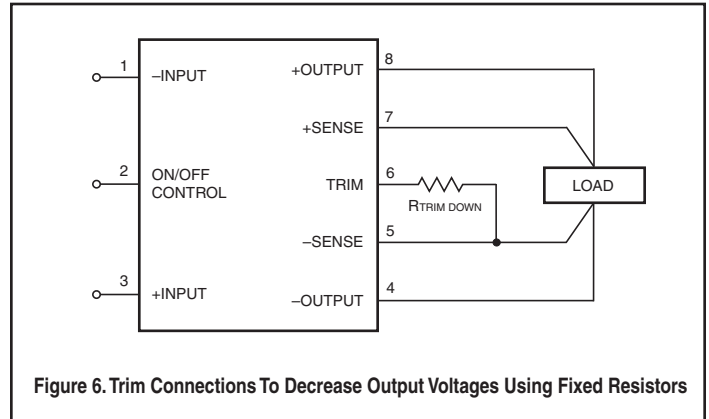 1
–INPUT
2
ON/OFF
CONTROL
3
+INPUT
+OUTPUT
8
+SENSE
7
TRIM
6
RTRIM DOWN
–SENSE
5
–OUTPUT
4
LOAD
Figure 6. Trim Connections To Decrease Output Voltages Using Fixed Resistors